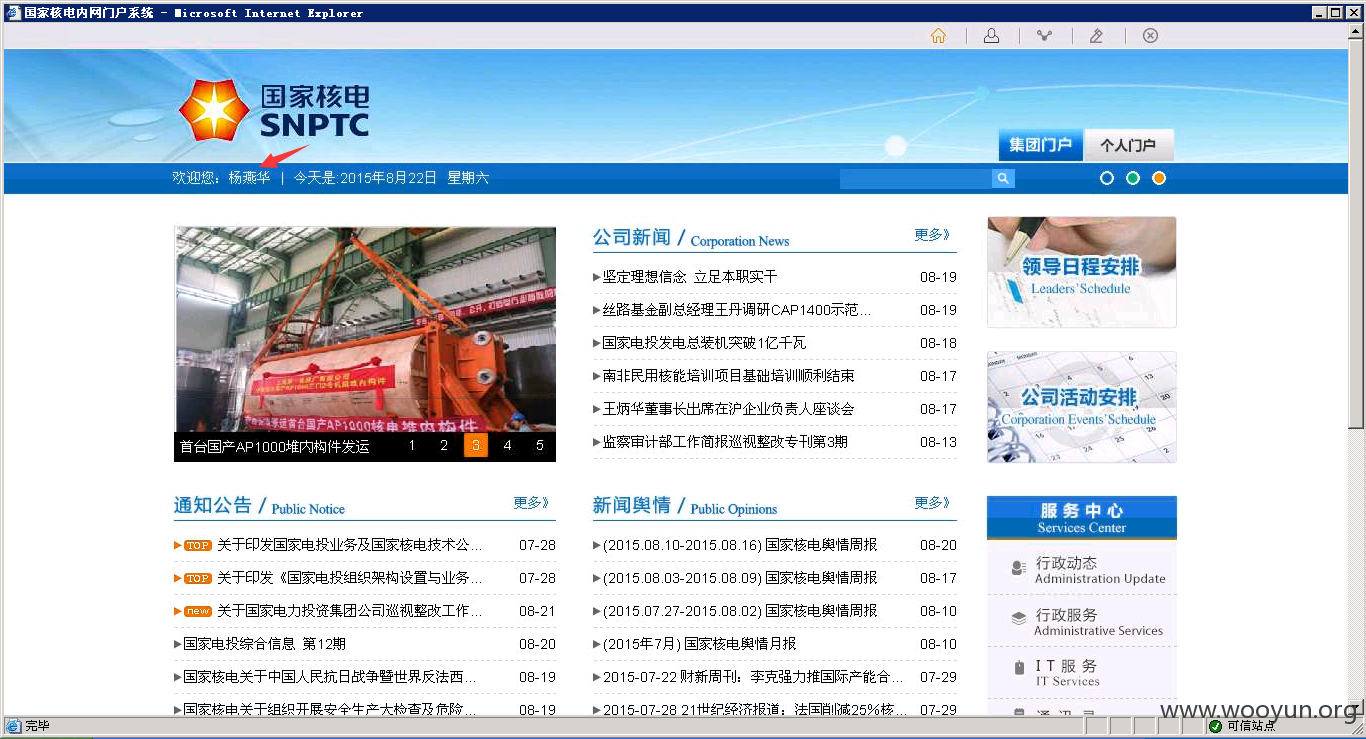 国家核电内网门户系统 - Microsoft Internet Explorer
国家核电
SNPTC
集团门户 个人门户
欢迎您：杨燕华 | 今天是:2015年8月22日 星期六
首台国产AP1000堆内构件发运 1 2 3 4 5
公司新闻 / Corporation News 更多》
坚定理想信念 立足本职实干 08-19
丝路基金副总经理王丹调研CAP1400示范... 08-19
国家电投发电总装机突破1亿千瓦 08-18
南非民用核能培训项目基础培训顺利结束 08-17
王炳华董事长出席在沪企业负责人座谈会 08-17
监察审计部工作简报巡视整改专刊第3期 08-13
领导日程安排
Leaders'Schedule
公司活动安排
Corporation Events'Schedule
通知公告 / Public Notice 更多》
TOP 关于印发国家电投业务及国家核电技术公... 07-28
TOP 关于印发《国家电投组织架构设置与业务... 07-28
new 关于国家电力投资集团公司巡视整改工作... 08-21
国家电投综合信息 第12期 08-20
国家核电关于中国人民抗日战争暨世界反法西... 08-19
国家核电关于组织开展安全生产大检查及危险... 08-19
新闻舆情 / Public Opinions 更多》
(2015.08.10-2015.08.16) 国家核电舆情周报 08-20
(2015.08.03-2015.08.09) 国家核电舆情周报 08-17
(2015.07.27-2015.08.02) 国家核电舆情周报 08-10
(2015年7月) 国家核电舆情月报 08-10
2015-07-22 财新周刊：李克强力推国际产能合... 07-29
2015-07-28 21世纪经济报道：法国削减25%核... 07-29
服务中心
Services Center
行政动态
Administration Update
行政服务
Administrative Services
IT 服务
IT Services
www.wooyun.org
完毕
可信站点